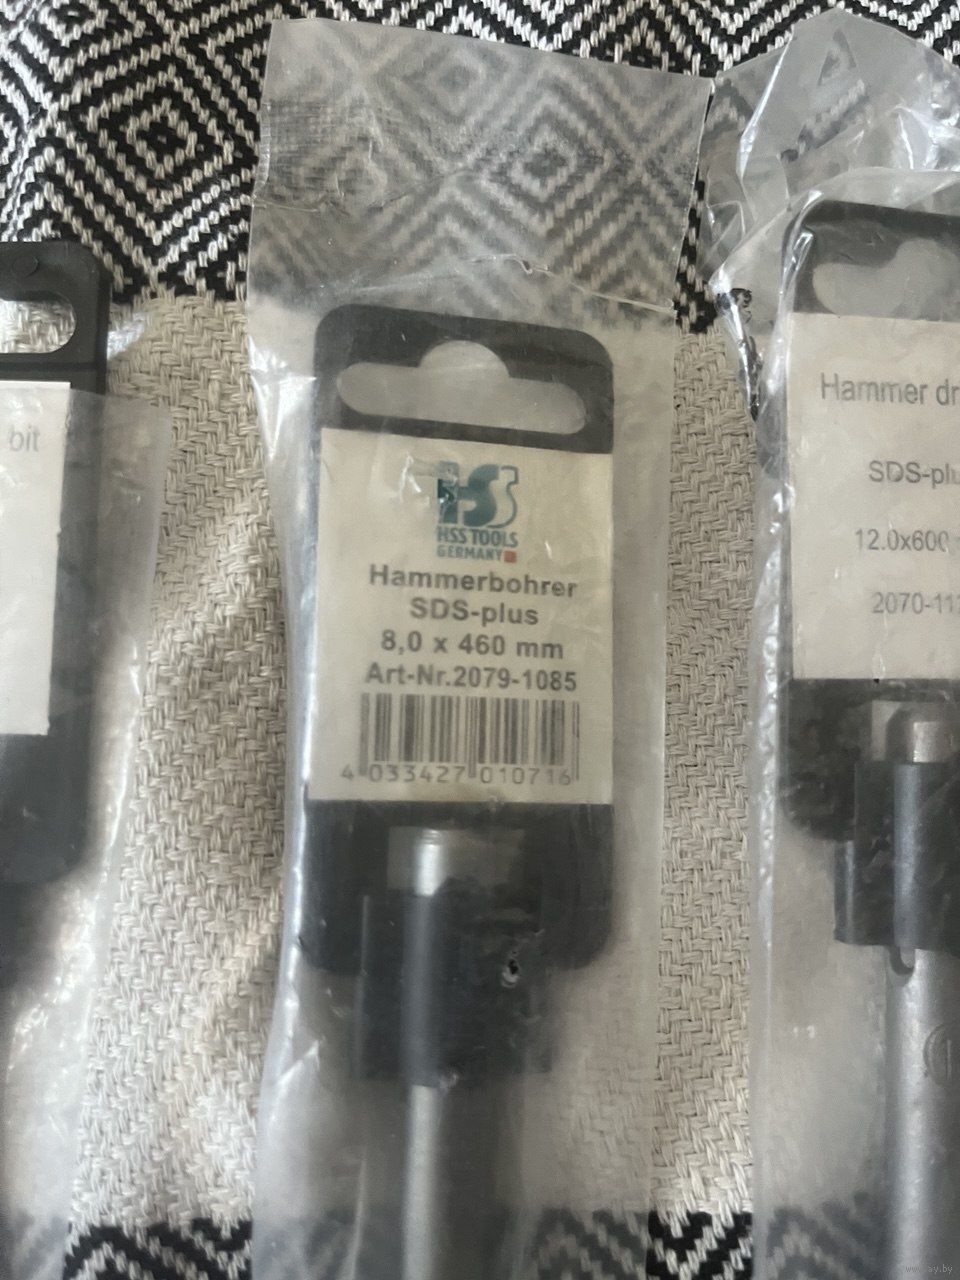 bit
HSS
HSS TOOLS
GERMANY
Hammerbohrer
SDS-plus
8,0 x 460 mm
Art-Nr.2079-1085
4 033427 010716
Hammer dr
SDS-plu
12.0x600
2070-11